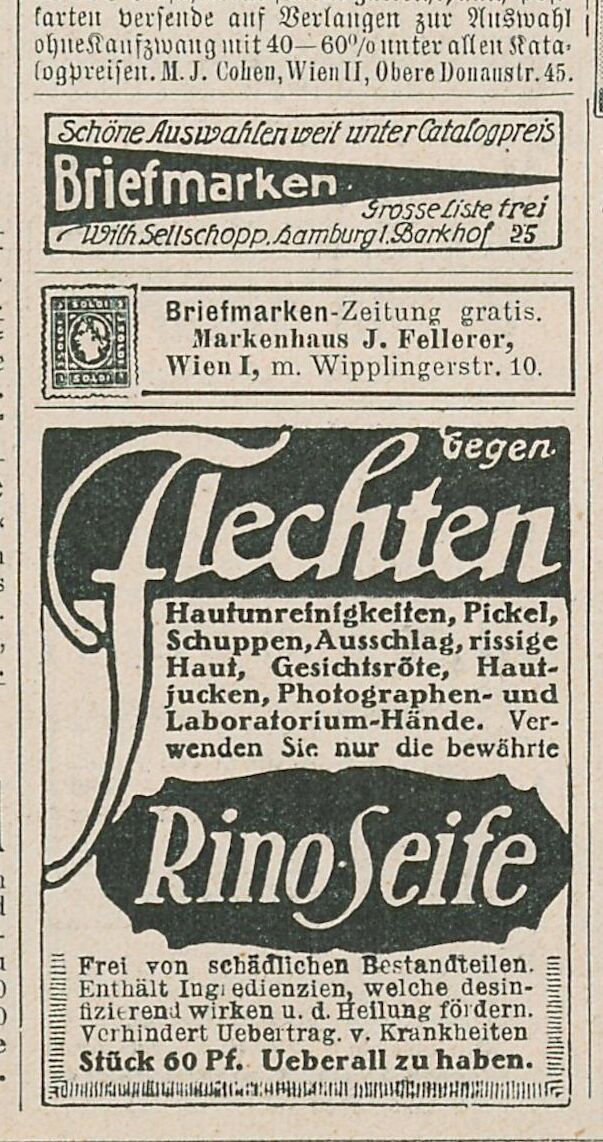 karten versende auf Verlangen zur Auswahl
ohne Kaufzwang mit 40—60% unter allen Kata-
logpreisen. M. J. Cohen, Wien II, Obere Donaustr. 45.
Schöne Auswahlen weit unter Catalogpreis
Briefmarken.
Grosse Liste frei
Wilh. Sellschopp, Hamburg 1. Barkhof 25
Briefmarken-Zeitung gratis.
Markenhaus J. Fellerer,
Wien I, m. Wipplingerstr. 10.
SOLDI
Gegen
Flechten
Hautunreinigkeiten, Pickel,
Schuppen, Ausschlag, rissige
Haut, Gesichtsröte, Haut-
jucken, Photographen- und
Laboratorium-Hände. Ver-
wenden Sie nur die bewährte
Rino-Seife
Frei von schädlichen Bestandteilen.
Enthält Ingredienzien, welche desin-
fizierend wirken u. d. Heilung fördern.
Verhindert Uebertrag. v. Krankheiten
Stück 60 Pf. Ueberall zu haben.